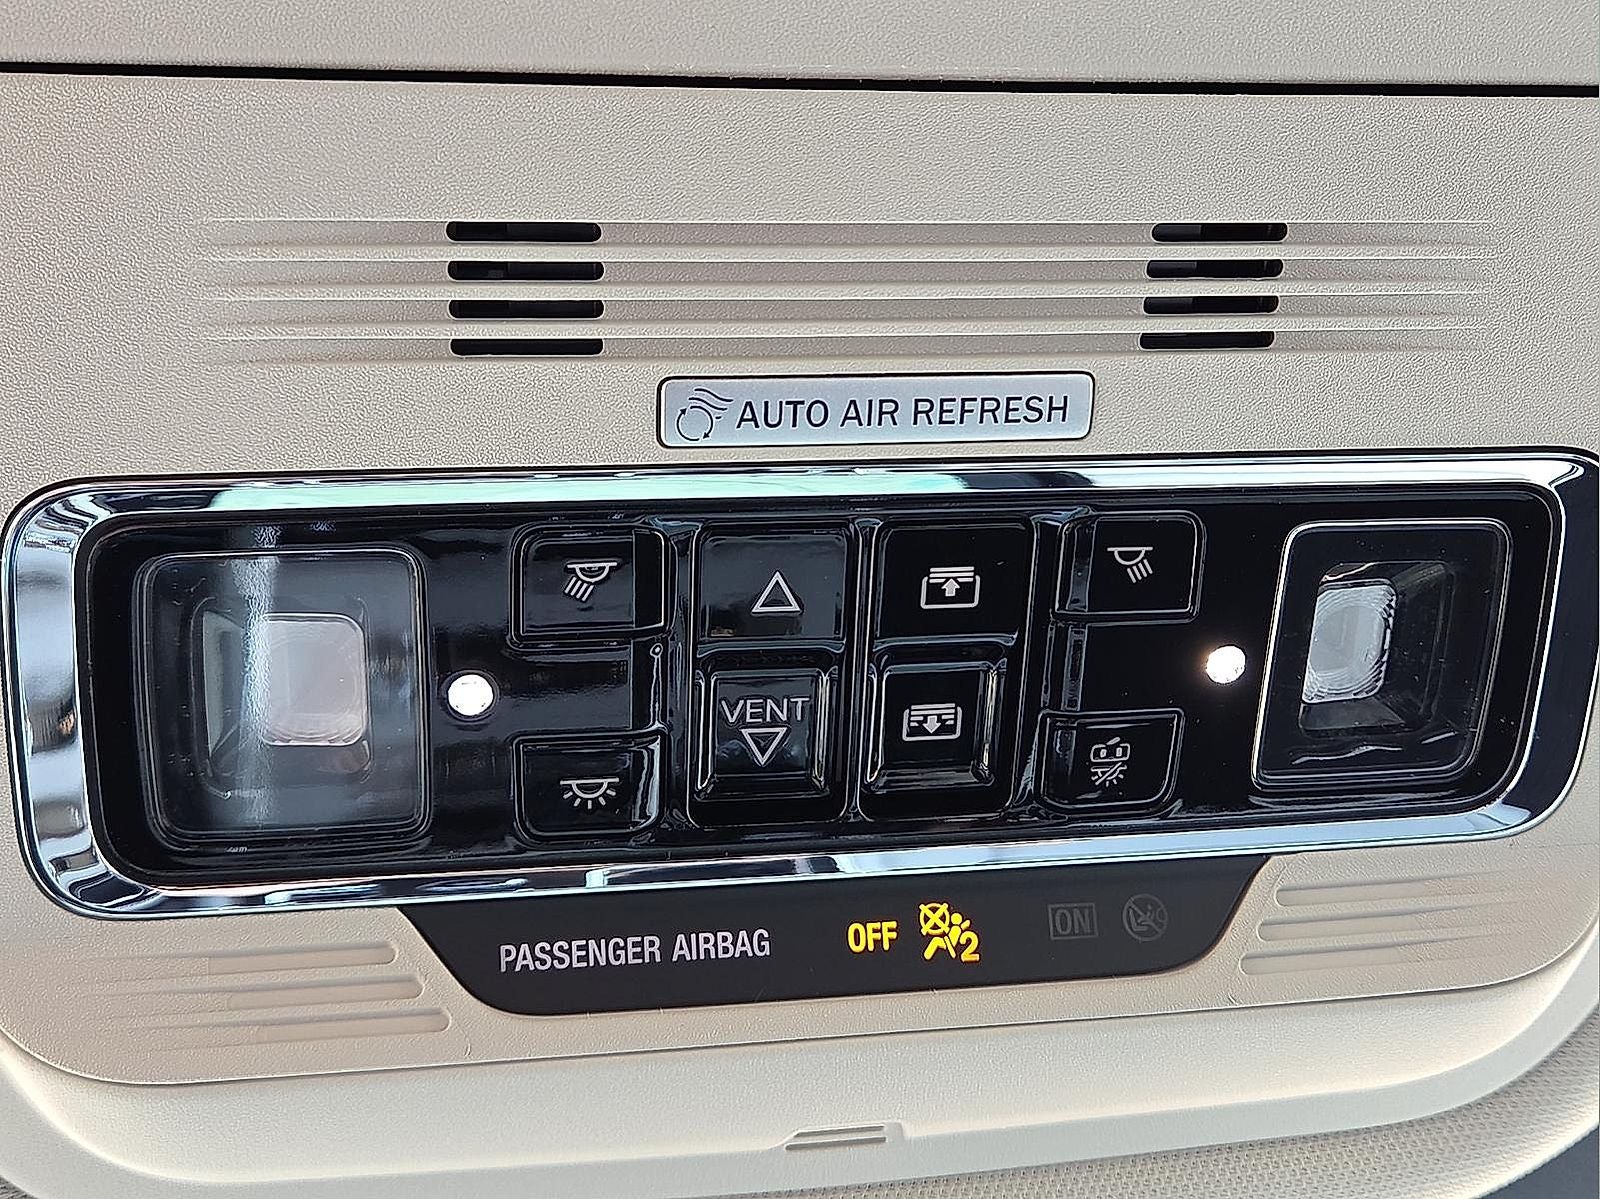 AUTO AIR REFRESH
VENT
PASSENGER AIRBAG OFF 2 ON